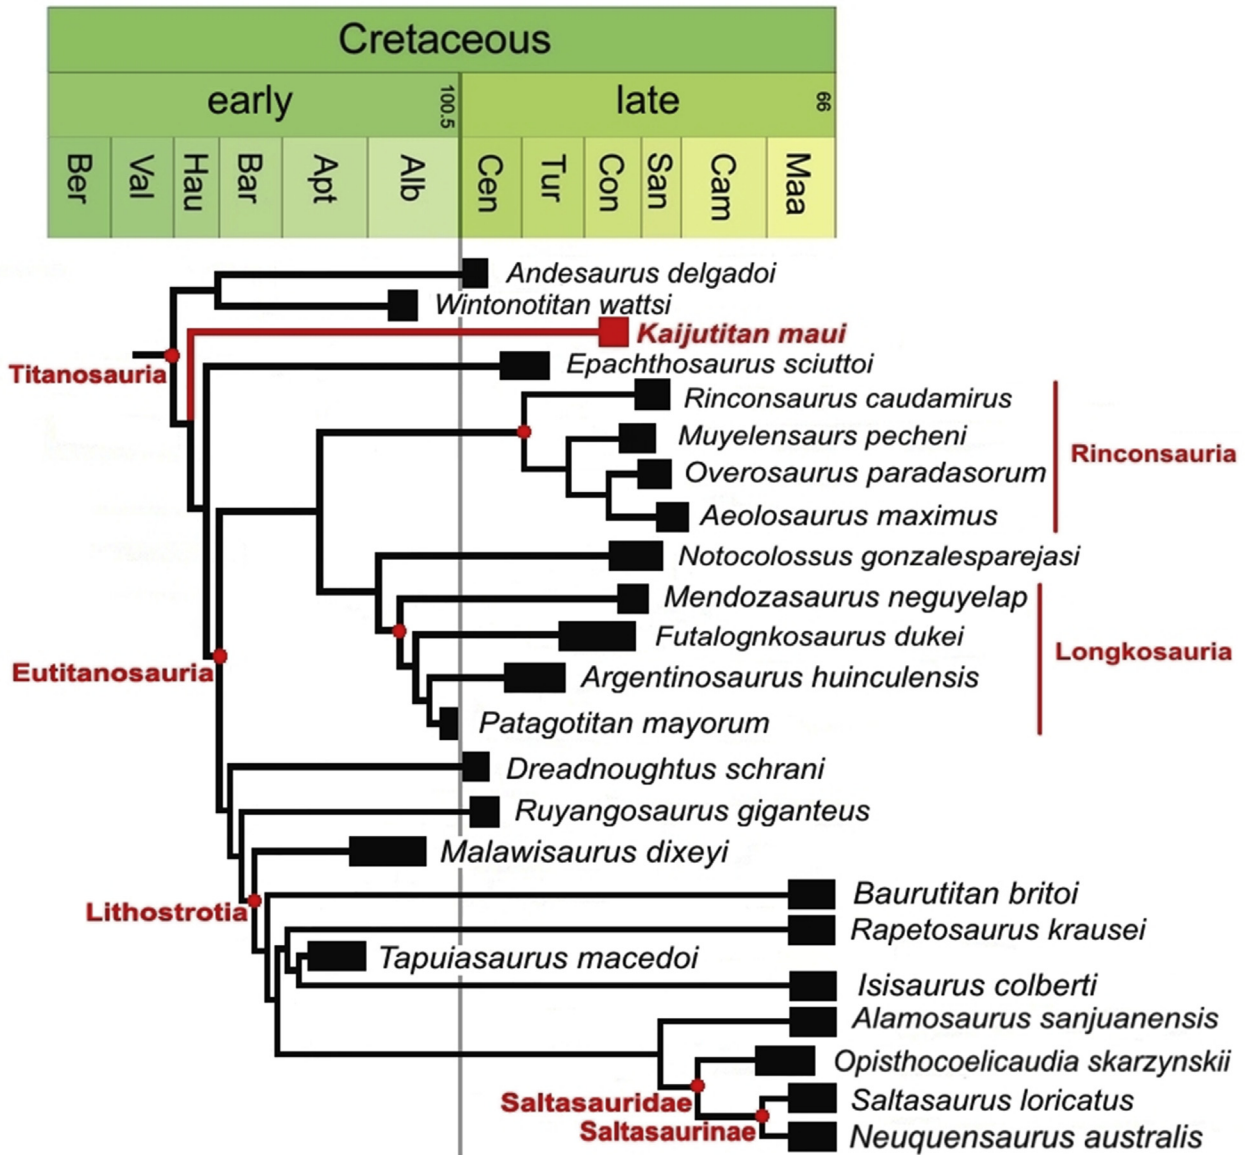 Cretaceous
early
100.5
late
66
Ber
Val
Hau
Bar
Apt
Alb
Cen
Tur
Con
San
Cam
Maa
Andesaurus delgadoi
Wintonotitan wattsi
Kaijutitan maui
Titanosauria
Epachthosaurus sciuttoi
Rinconsaurus caudamirus
Muyelensaurs pecheni
Rinconsauria
Overosaurus paradasorum
Aeolosaurus maximus
Notocolossus gonzalesparejasi
Mendozasaurus neguyelap
Futalognkosaurus dukei
Longkosauria
Eutitanosauria
Argentinosaurus huinculensis
Patagotitan mayorum
Dreadnoughtus schrani
Ruyangosaurus giganteus
Malawisaurus dixeyi
Baurutitan britoi
Lithostrotia
Rapetosaurus krausei
Tapuiasaurus macedoi
Isisaurus colberti
Alamosaurus sanjuanensis
Opisthocoelicaudia skarzynskii
Saltasauridae
Saltasaurus loricatus
Saltasaurinae
Neuquensaurus australis